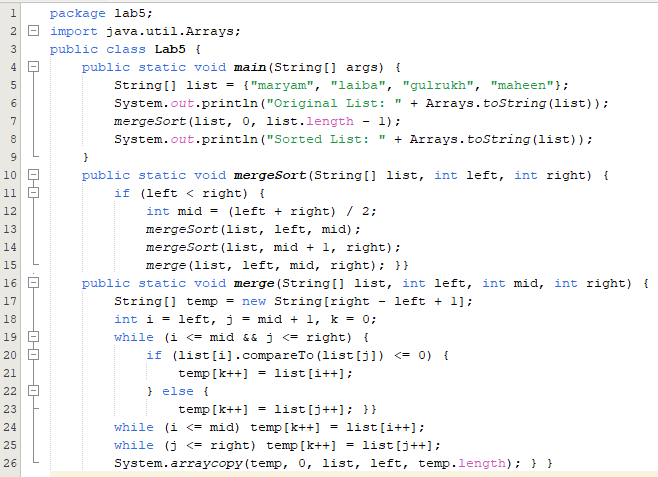 1 package lab5;
2 import java.util.Arrays;
3 public class Lab5 {
4 public static void main(String[] args) {
5 String[] list = {"maryam", "laiba", "gulrukh", "maheen"};
6 System.out.println("Original List: " + Arrays.toString(list));
7 mergeSort(list, 0, list.length - 1);
8 System.out.println("Sorted List: " + Arrays.toString(list));
9 }
10 public static void mergeSort(String[] list, int left, int right) {
11 if (left < right) {
12 int mid = (left + right) / 2;
13 mergeSort(list, left, mid);
14 mergeSort(list, mid + 1, right);
15 merge(list, left, mid, right); }}
16 public static void merge(String[] list, int left, int mid, int right) {
17 String[] temp = new String[right - left + 1];
18 int i = left, j = mid + 1, k = 0;
19 while (i <= mid && j <= right) {
20 if (list[i].compareTo(list[j]) <= 0) {
21 temp[k++] = list[i++];
22 } else {
23 temp[k++] = list[j++]; }}
24 while (i <= mid) temp[k++] = list[i++];
25 while (j <= right) temp[k++] = list[j++];
26 System.arraycopy(temp, 0, list, left, temp.length); } }